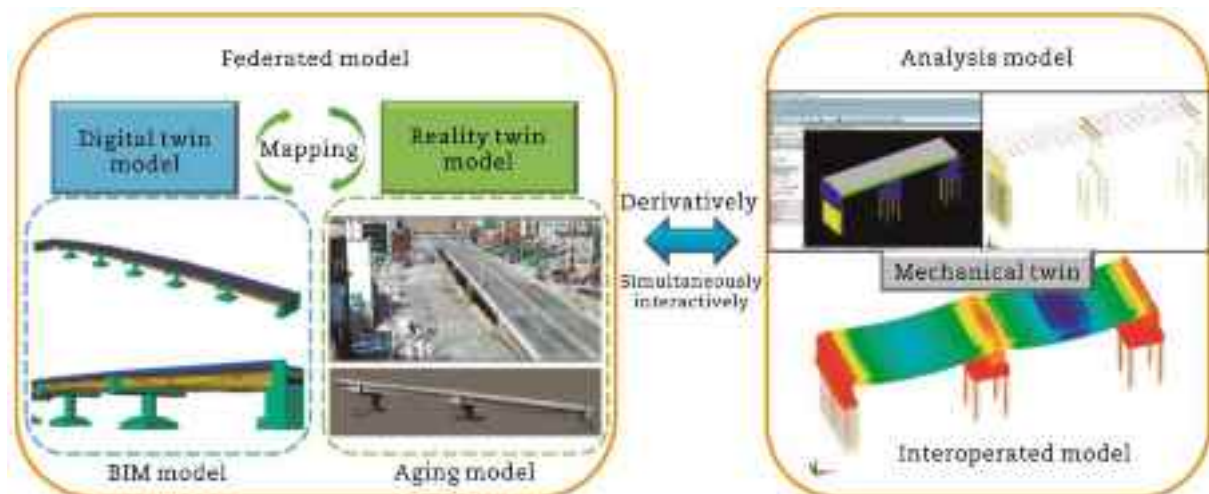 Federated model
Digital twin
model
Mapping
Reality twin
model
BIM model
Aging model
Derivatively
Simultaneously
interactively
Analysis model
Mechanical twin
Interoperated model